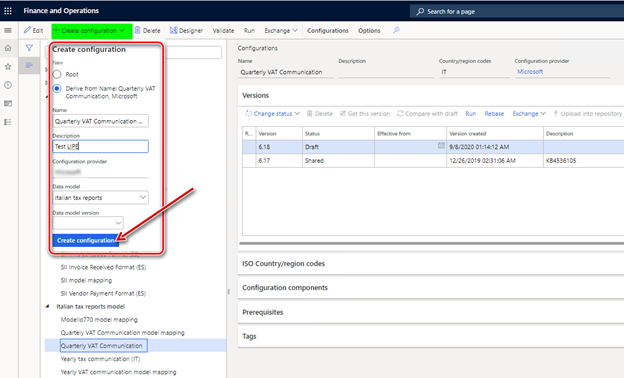 Finance and Operations
Search for a page
Edit
Create configuration
Delete
Designer
Validate
Run
Exchange
Configurations
Options
Create configuration
New
Root
Derive from Name: Quarterly VAT
Communication, Microsoft
Name
Quarterly VAT Communication ...
Description
Test LIPE
Configuration provider
Data model
Italian tax reports
Data model version
Create configuration
SII Invoice Received Format (ES)
SII model mapping
SII Vendor Payment Format (ES)
Italian tax reports model
Modello770 model mapping
Quarterly VAT Communication model mapping
Quarterly VAT Communication
Yearly tax communication (IT)
Yearly VAT communication model mapping
Configurations
Name
Description
Country/region codes
Configuration provider
Quarterly VAT Communication
IT
Microsoft
Versions
Change status
Delete
Get this version
Compare with draft
Run
Rebase
Exchange
Upload into repository
R... Version Status Effective from Version created Description
6.18 Draft 9/8/2020 01:14:12 AM
6.17 Shared 12/26/2019 02:31:06 AM KB4536105
ISO Country/region codes
Configuration components
Prerequisites
Tags